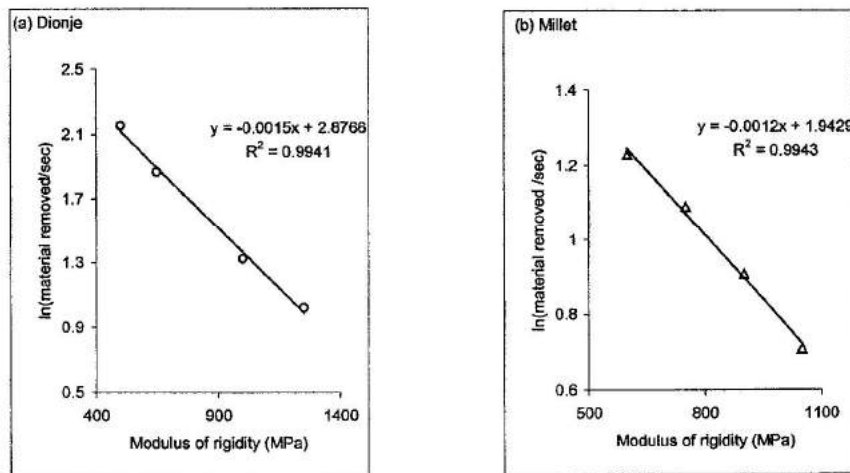 (a) Dionje
2.5
2.1
1.7
1.3
0.9
0.5
400
900
1400
y = -0.0015x + 2.8766
R² = 0.9941
ln(material removed/sec)
Modulus of rigidity (MPa)
(b) Millet
1.4
1.2
1
0.8
0.6
500
800
1100
y = -0.0012x + 1.9429
R² = 0.9943
ln(material removed /sec)
Modulus of rigidity (MPa)